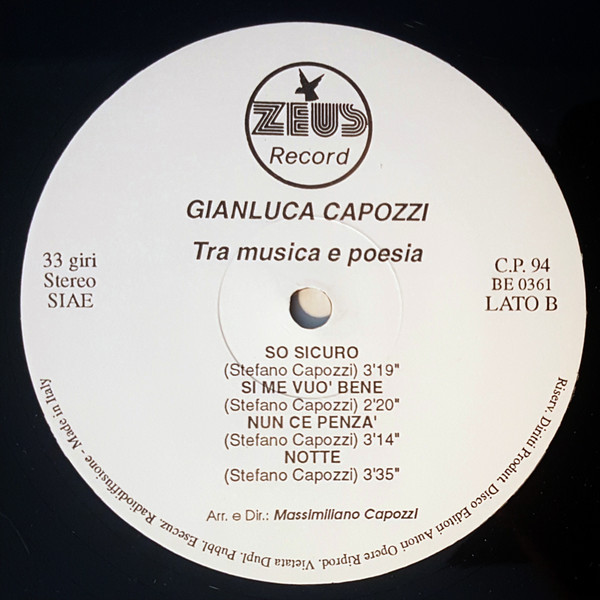 ZEUS
Record
GIANLUCA CAPOZZI
Tra musica e poesia
33 giri
Stereo
SIAE
C.P. 94
BE 0361
LATO B
SO SICURO
(Stefano Capozzi) 3'19"
SI ME VUO' BENE
(Stefano Capozzi) 2'20"
NUN CE PENZA'
(Stefano Capozzi) 3'14"
NOTTE
(Stefano Capozzi) 3'35"
Arr. e Dir.: Massimiliano Capozzi
Riserv. Diritti Produtt. Disco Editori Autori Opere Riprod. Vietata Dupl. Pubbl. Esecuz. Radiodiffusione - Made in Italy